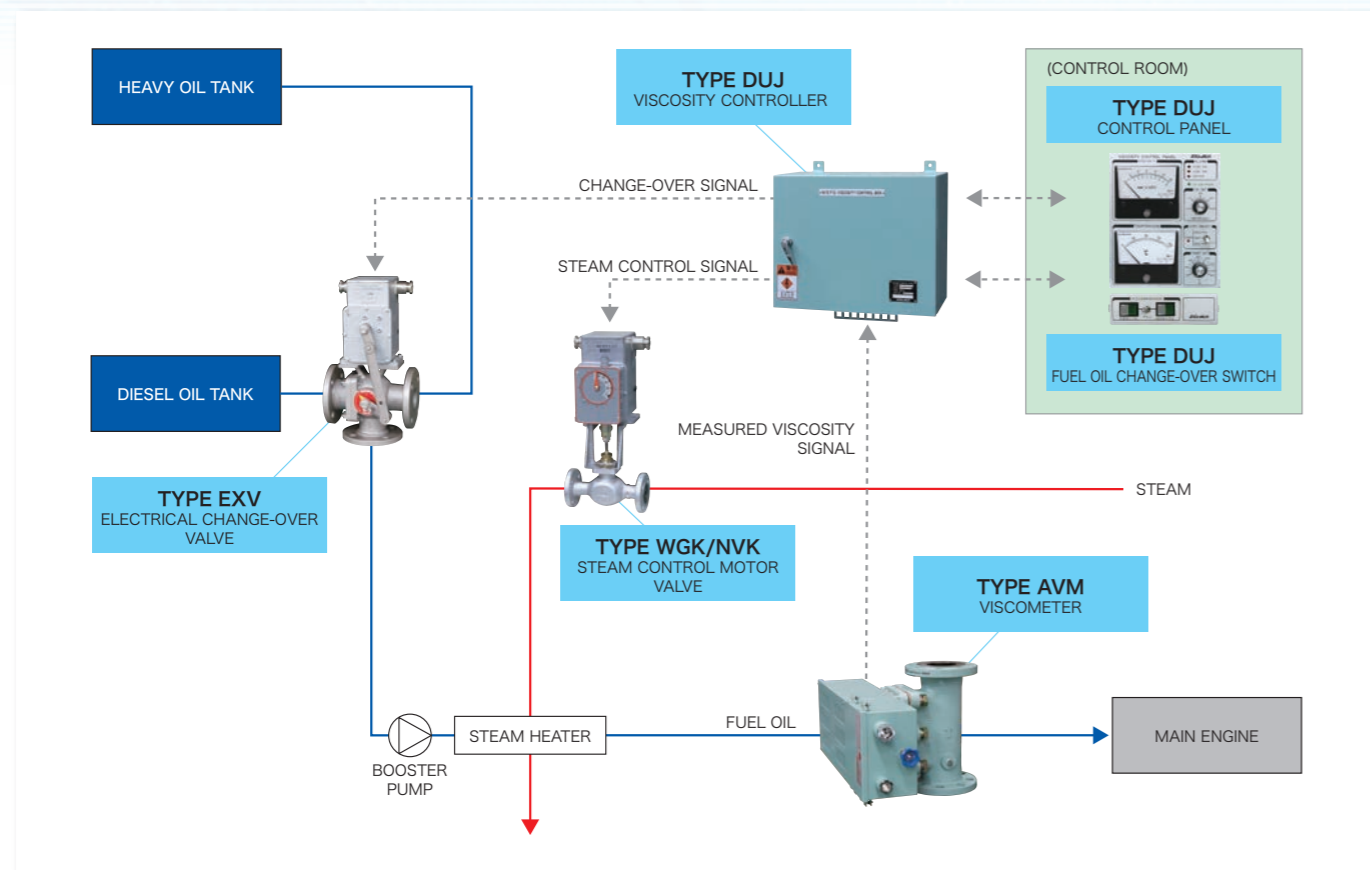 HEAVY OIL TANK
TYPE DUJ
VISCOSITY CONTROLLER
(CONTROL ROOM)
TYPE DUJ
CONTROL PANEL
CHANGE-OVER SIGNAL
STEAM CONTROL SIGNAL
TYPE DUJ
FUEL OIL CHANGE-OVER SWITCH
DIESEL OIL TANK
MEASURED VISCOSITY
SIGNAL
STEAM
TYPE EXV
ELECTRICAL CHANGE-OVER
VALVE
TYPE WGK/NVK
STEAM CONTROL MOTOR
VALVE
TYPE AVM
VISCOMETER
FUEL OIL
STEAM HEATER
MAIN ENGINE
BOOSTER
PUMP